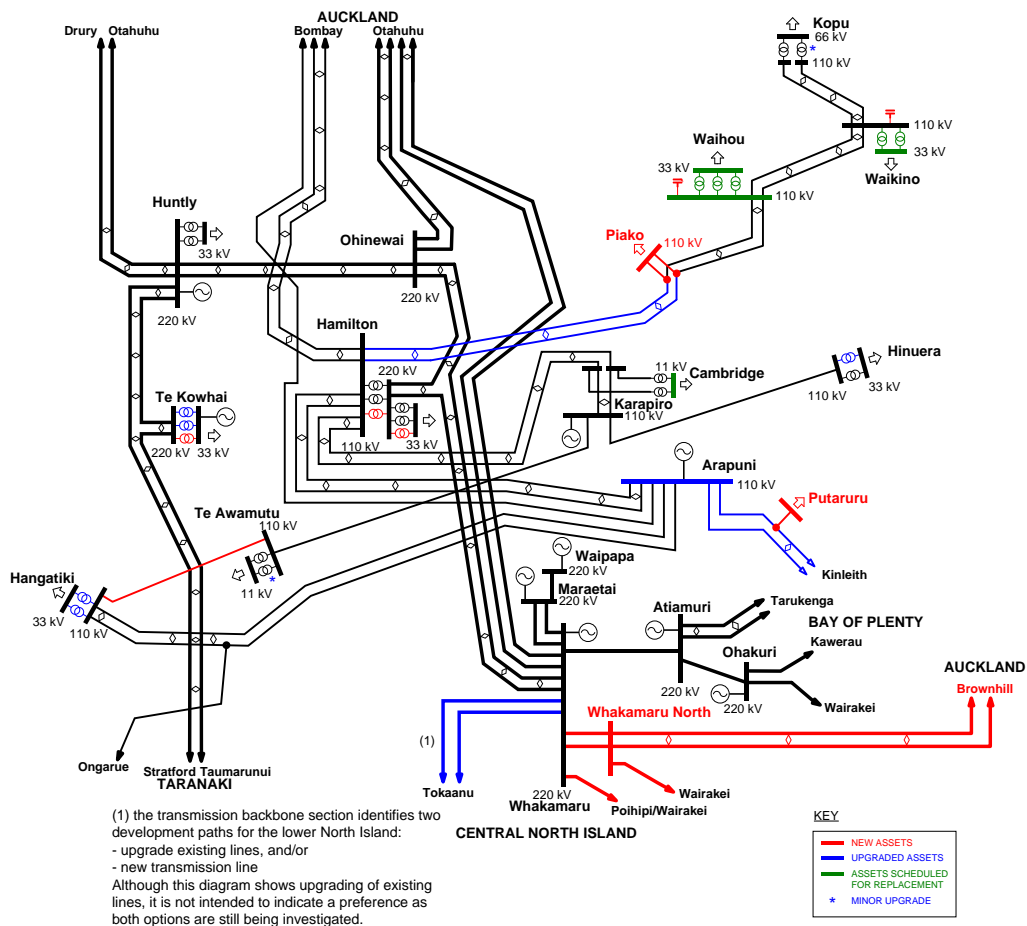 AUCKLAND
Drury Otahuhu
Bombay
Otahuhu
Kopu
66 kV
*
110 kV
110 kV
33 kV
Waikino
Waihou
33 kV
110 kV
Huntly
33 kV
220 kV
Ohinewai
220 kV
Piako
110 kV
Hamilton
220 kV
33 kV
110 kV
Te Kowhai
220 kV
33 kV
11 kV
Cambridge
Karapiro
110 kV
Hinuera
110 kV
33 kV
Arapuni
110 kV
Putaruru
Kinleith
Te Awamutu
110 kV
11 kV
*
Hangatiki
33 kV
110 kV
Waipapa
220 kV
Maraetai
220 kV
Atiamuri
220 kV
Tarukenga
BAY OF PLENTY
Ohakuri
220 kV
Kawerau
Wairakei
AUCKLAND
Brownhill
Whakamaru North
Wairakei
Poihipi/Wairakei
220 kV
Whakamaru
(1)
Tokaanu
CENTRAL NORTH ISLAND
Ongarue
Stratford Taumarunui
TARANAKI
(1) the transmission backbone section identifies two
development paths for the lower North Island:
- upgrade existing lines, and/or
- new transmission line
Although this diagram shows upgrading of existing
lines, it is not intended to indicate a preference as
both options are still being investigated.
KEY
NEW ASSETS
UPGRADED ASSETS
ASSETS SCHEDULED
FOR REPLACEMENT
* MINOR UPGRADE